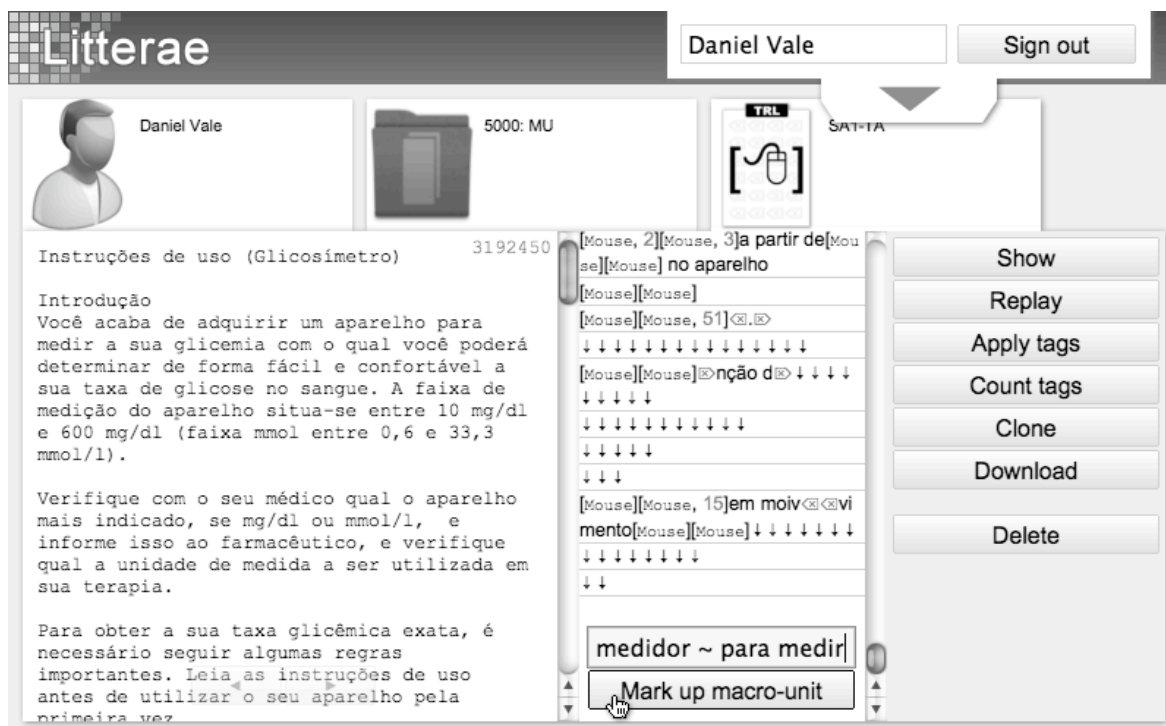 Litterae
Daniel Vale
Sign out
Daniel Vale
5000: MU
TRL
SA1-TA
Instruções de uso (Glicosímetro)
3192450
Introdução
Você acaba de adquirir um aparelho para
medir a sua glicemia com o qual você poderá
determinar de forma fácil e confortável a
sua taxa de glicose no sangue. A faixa de
medição do aparelho situa-se entre 10 mg/dl
e 600 mg/dl (faixa mmol entre 0,6 e 33,3
mmol/l).
Verifique com o seu médico qual o aparelho
mais indicado, se mg/dl ou mmol/l, e
informe isso ao farmacêutico, e verifique
qual a unidade de medida a ser utilizada em
sua terapia.
Para obter a sua taxa glicêmica exata, é
necessário seguir algumas regras
importantes. Leia as instruções de uso
antes de utilizar o seu aparelho pela
primeira vez
[Mouse, 2][Mouse, 3]a partir de[Mou
se][Mouse] no aparelho
[Mouse][Mouse]
[Mouse][Mouse, 51]⌫.⌦
↓↓↓↓↓↓↓↓↓↓↓↓↓↓↓
[Mouse][Mouse]⌦nção d⌦↓↓↓↓
↓↓↓↓↓
↓↓↓↓↓↓↓↓↓↓↓
↓↓↓↓↓
↓↓↓
[Mouse][Mouse, 15]em moiv⌫⌫vi
mento[Mouse][Mouse]↓↓↓↓↓↓↓
↓↓↓↓↓↓↓↓
↓↓
medidor ~ para medir
Mark up macro-unit
Show
Replay
Apply tags
Count tags
Clone
Download
Delete